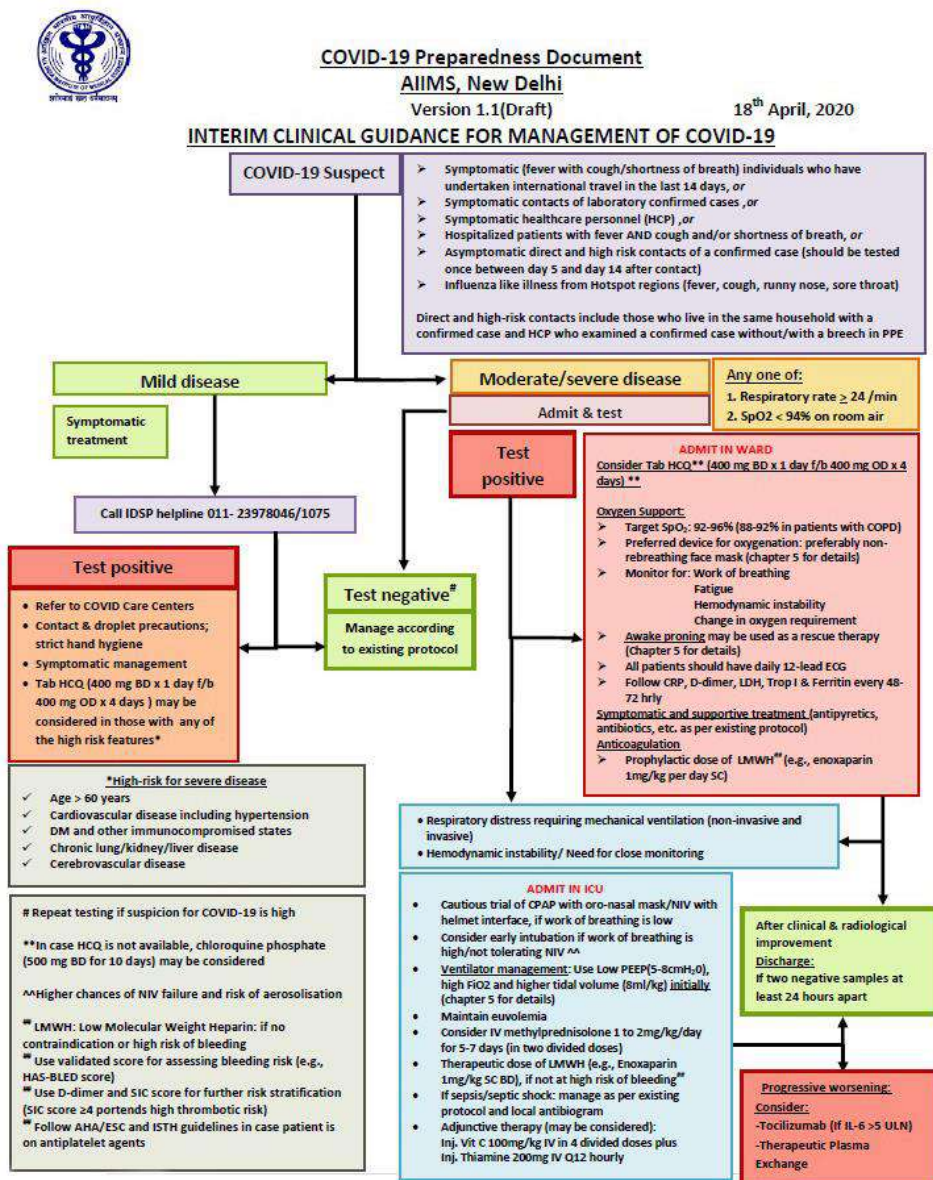 COVID-19 Preparedness Document
AIIMS, New Delhi
Version 1.1(Draft) 18th April, 2020
INTERIM CLINICAL GUIDANCE FOR MANAGEMENT OF COVID-19
COVID-19 Suspect
➢ Symptomatic (fever with cough/shortness of breath) individuals who have
undertaken international travel in the last 14 days, or
➢ Symptomatic contacts of laboratory confirmed cases ,or
➢ Symptomatic healthcare personnel (HCP) ,or
➢ Hospitalized patients with fever AND cough and/or shortness of breath, or
➢ Asymptomatic direct and high risk contacts of a confirmed case (should be tested
once between day 5 and day 14 after contact)
➢ Influenza like illness from Hotspot regions (fever, cough, runny nose, sore throat)
Direct and high-risk contacts include those who live in the same household with a
confirmed case and HCP who examined a confirmed case without/with a breech in PPE
Mild disease
Moderate/severe disease
Any one of:
1. Respiratory rate ≥ 24 /min
2. SpO2 < 94% on room air
Symptomatic
treatment
Admit & test
Test
positive
ADMIT IN WARD
Consider Tab HCQ** (400 mg BD x 1 day f/b 400 mg OD x 4
days) **
Oxygen Support:
➢ Target SpO2: 92-96% (88-92% in patients with COPD)
➢ Preferred device for oxygenation: preferably non-
rebreathing face mask (chapter 5 for details)
➢ Monitor for: Work of breathing
Fatigue
Hemodynamic instability
Change in oxygen requirement
➢ Awake proning may be used as a rescue therapy
(Chapter 5 for details)
➢ All patients should have daily 12-lead ECG
➢ Follow CRP, D-dimer, LDH, Trop I & Ferritin every 48-
72 hrly
Symptomatic and supportive treatment (antipyretics,
antibiotics, etc. as per existing protocol)
Anticoagulation
➢ Prophylactic dose of LMWH## (e.g., enoxaparin
1mg/kg per day SC)
Call IDSP helpline 011- 23978046/1075
Test positive
• Refer to COVID Care Centers
• Contact & droplet precautions;
strict hand hygiene
• Symptomatic management
• Tab HCQ (400 mg BD x 1 day f/b
400 mg OD x 4 days ) may be
considered in those with any of
the high risk features*
Test negative#
Manage according
to existing protocol
*High-risk for severe disease
✓ Age > 60 years
✓ Cardiovascular disease including hypertension
✓ DM and other immunocompromised states
✓ Chronic lung/kidney/liver disease
✓ Cerebrovascular disease
• Respiratory distress requiring mechanical ventilation (non-invasive and
invasive)
• Hemodynamic instability/ Need for close monitoring
# Repeat testing if suspicion for COVID-19 is high
**In case HCQ is not available, chloroquine phosphate
(500 mg BD for 10 days) may be considered
^^Higher chances of NIV failure and risk of aerosolisation
## LMWH: Low Molecular Weight Heparin: if no
contraindication or high risk of bleeding
## Use validated score for assessing bleeding risk (e.g.,
HAS-BLED score)
## Use D-dimer and SIC score for further risk stratification
(SIC score ≥4 portends high thrombotic risk)
## Follow AHA/ESC and ISTH guidelines in case patient is
on antiplatelet agents
ADMIT IN ICU
• Cautious trial of CPAP with oro-nasal mask/NIV with
helmet interface, if work of breathing is low
• Consider early intubation if work of breathing is
high/not tolerating NIV ^^
• Ventilator management: Use Low PEEP(5-8cmH20),
high FiO2 and higher tidal volume (8ml/kg) initially
(chapter 5 for details)
• Maintain euvolemia
• Consider IV methylprednisolone 1 to 2mg/kg/day
for 5-7 days (in two divided doses)
• Therapeutic dose of LMWH (e.g., Enoxaparin
1mg/kg SC BD), if not at high risk of bleeding##
• If sepsis/septic shock: manage as per existing
protocol and local antibiogram
• Adjunctive therapy (may be considered):
Inj. Vit C 100mg/kg IV in 4 divided doses plus
Inj. Thiamine 200mg IV Q12 hourly
After clinical & radiological
improvement
Discharge:
If two negative samples at
least 24 hours apart
Progressive worsening:
Consider:
-Tocilizumab (If IL-6 >5 ULN)
-Therapeutic Plasma
Exchange